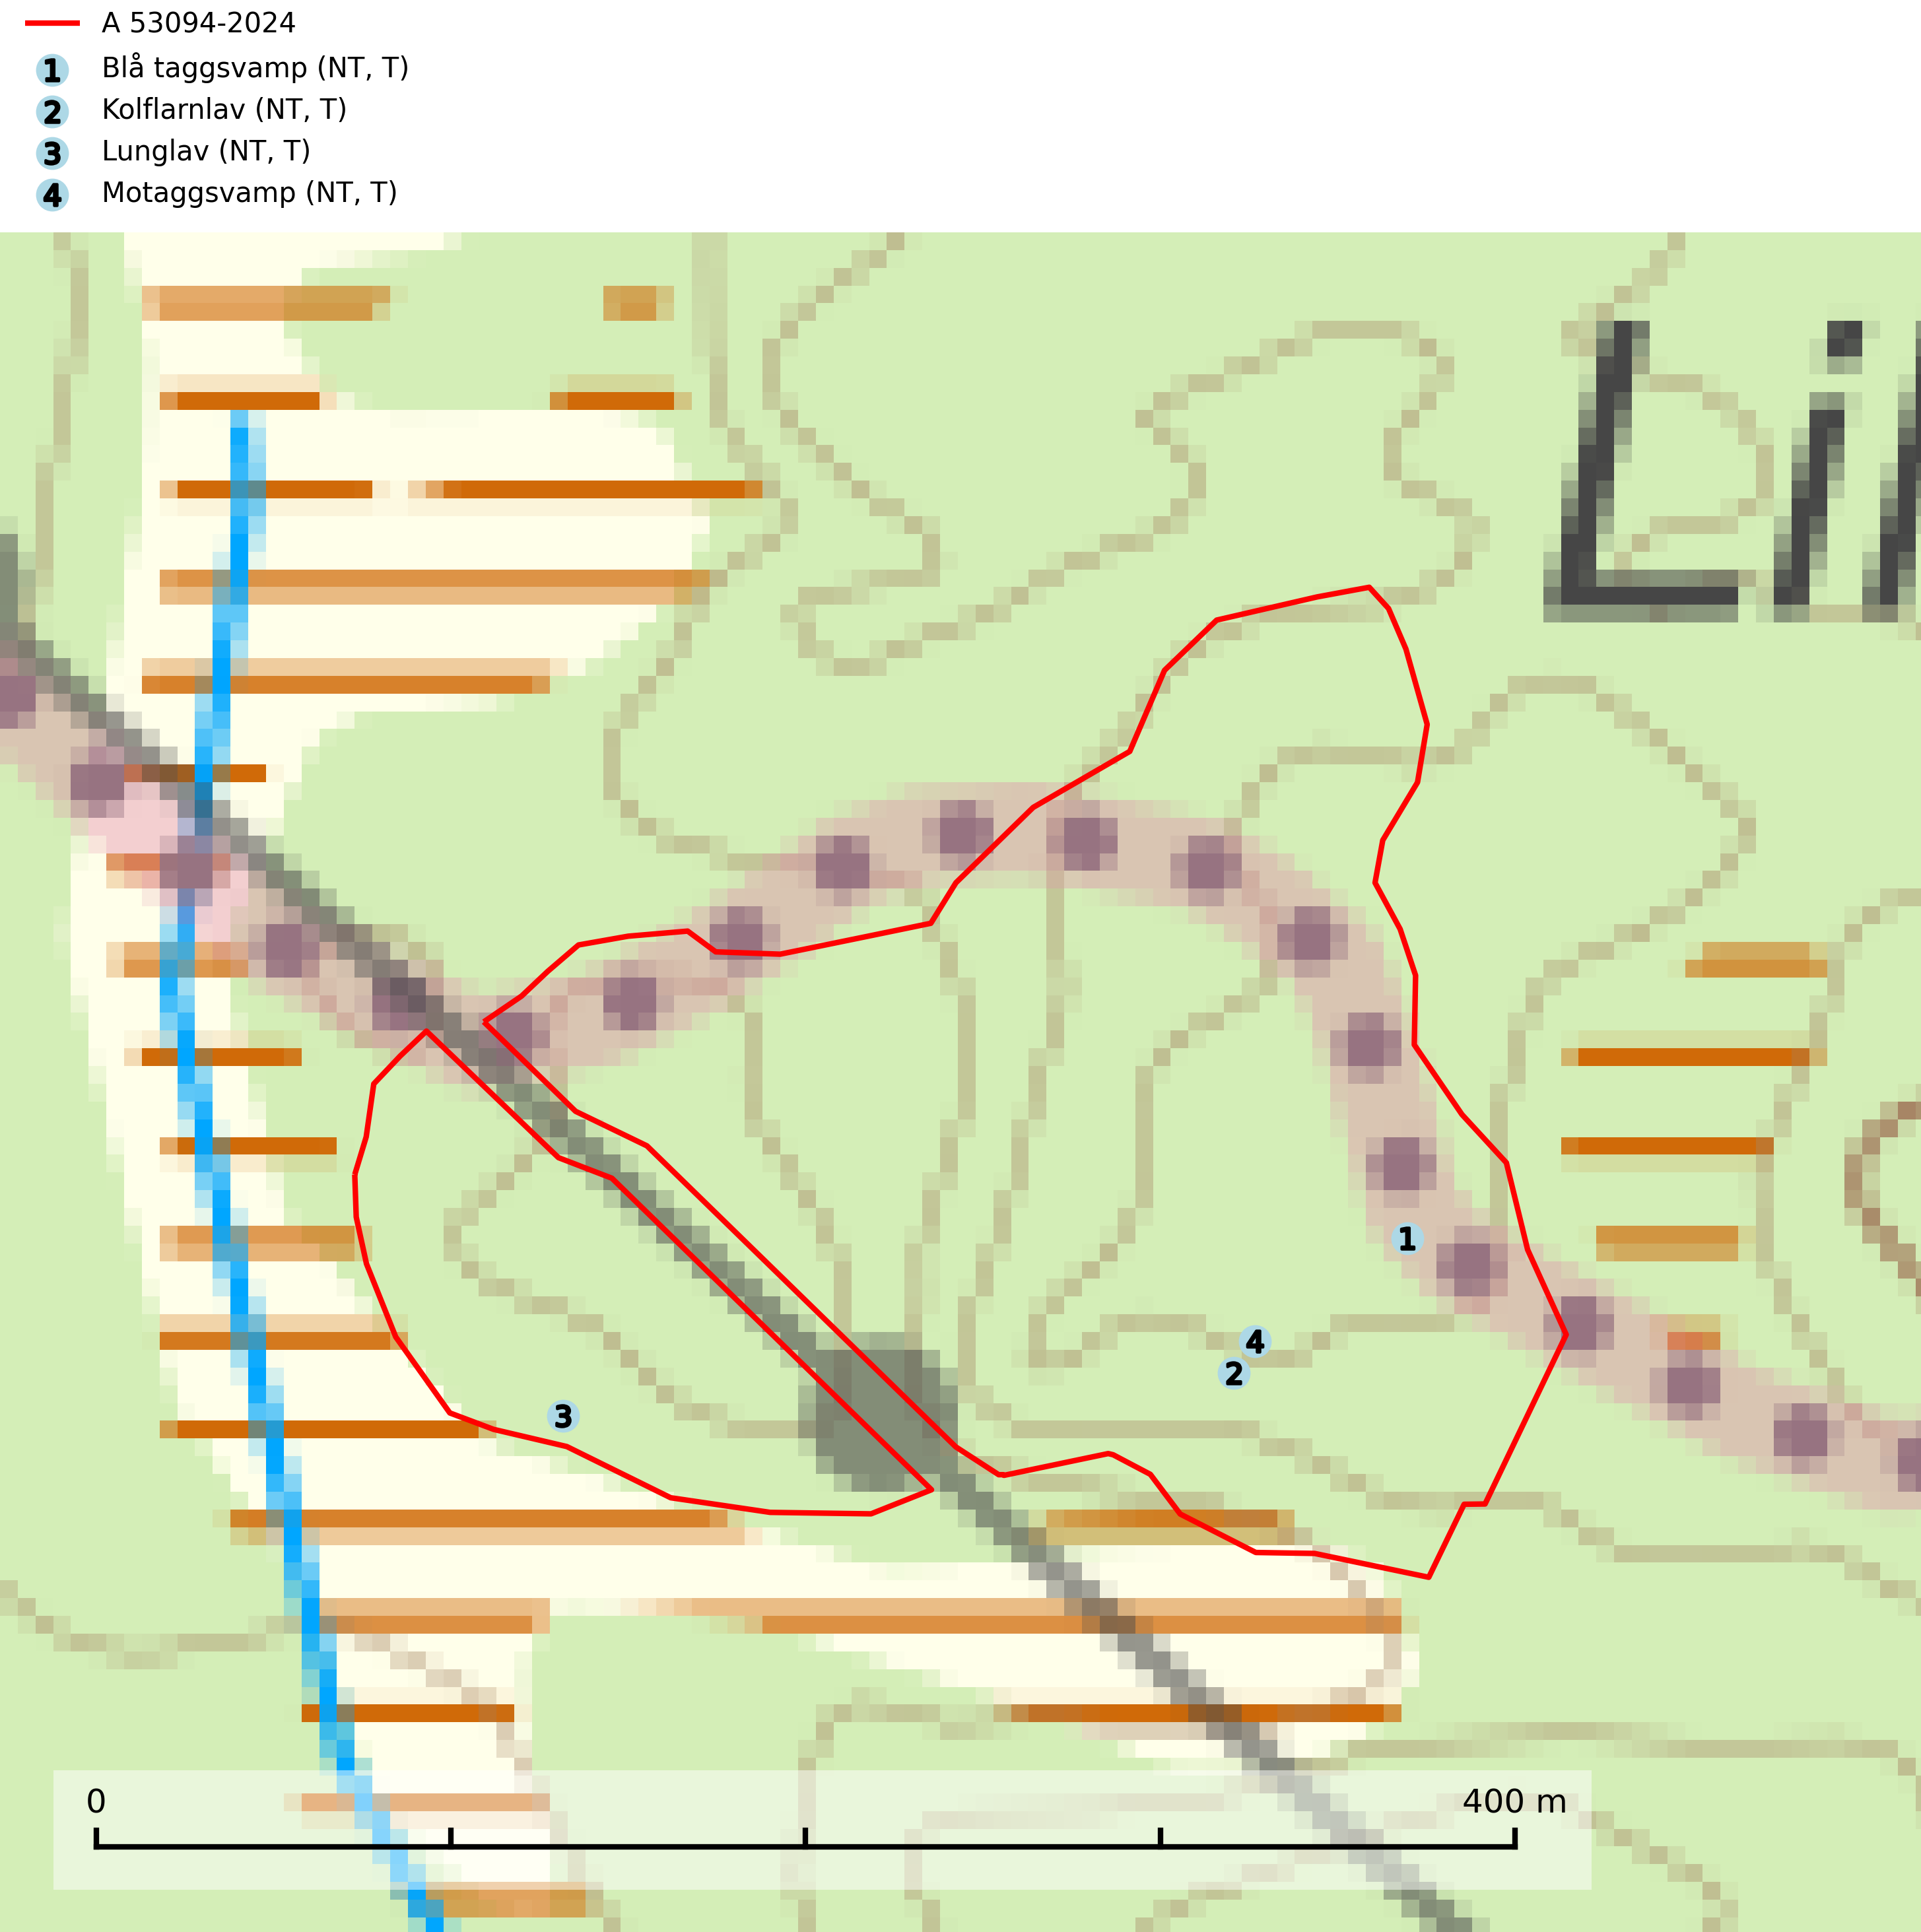 A 53094-2024
1 Blå taggsvamp (NT, T)
2 Kolflarnlav (NT, T)
3 Lunglav (NT, T)
4 Motaggsvamp (NT, T)
Li
1
4
2
3
0 400 m